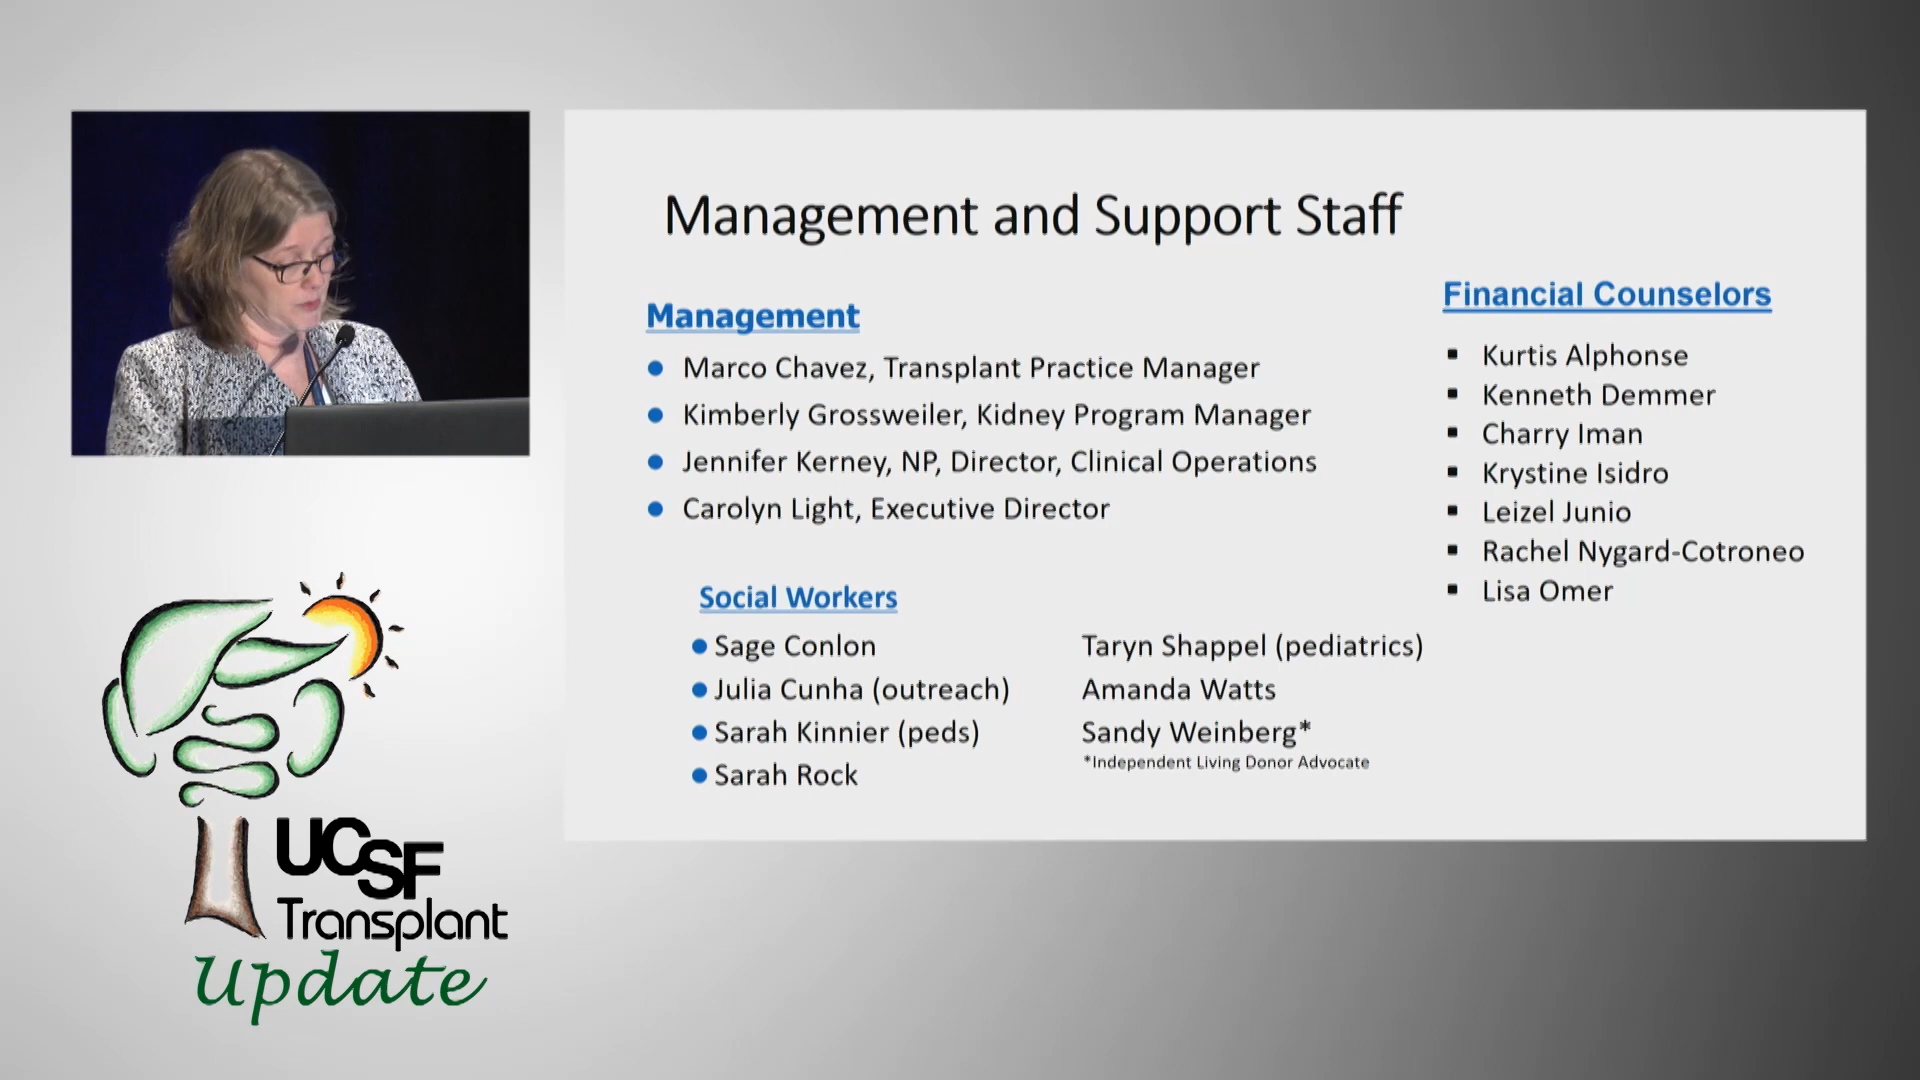 Management and Support Staff
Management
• Marco Chavez, Transplant Practice Manager
• Kimberly Grossweiler, Kidney Program Manager
• Jennifer Kerney, NP, Director, Clinical Operations
• Carolyn Light, Executive Director
Social Workers
• Sage Conlon
• Julia Cunha (outreach)
• Sarah Kinnier (peds)
• Sarah Rock
Taryn Shappel (pediatrics)
Amanda Watts
Sandy Weinberg*
*Independent Living Donor Advocate
Financial Counselors
▪ Kurtis Alphonse
▪ Kenneth Demmer
▪ Charry Iman
▪ Krystine Isidro
▪ Leizel Junio
▪ Rachel Nygard-Cotroneo
▪ Lisa Omer
UCSF
Transplant
Update